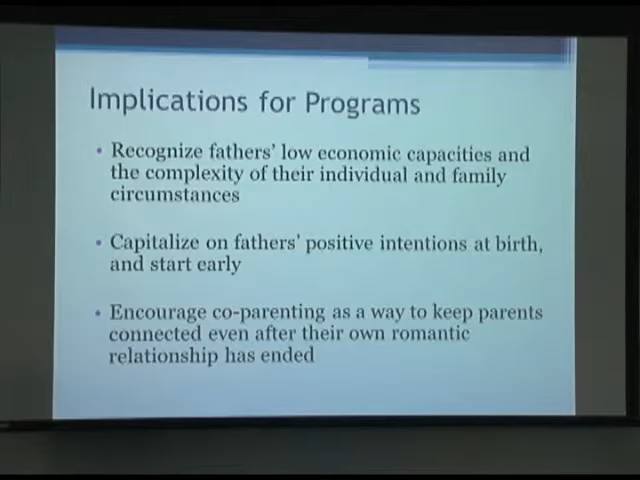 Implications for Programs
• Recognize fathers' low economic capacities and
the complexity of their individual and family
circumstances
• Capitalize on fathers' positive intentions at birth,
and start early
• Encourage co-parenting as a way to keep parents
connected even after their own romantic
relationship has ended